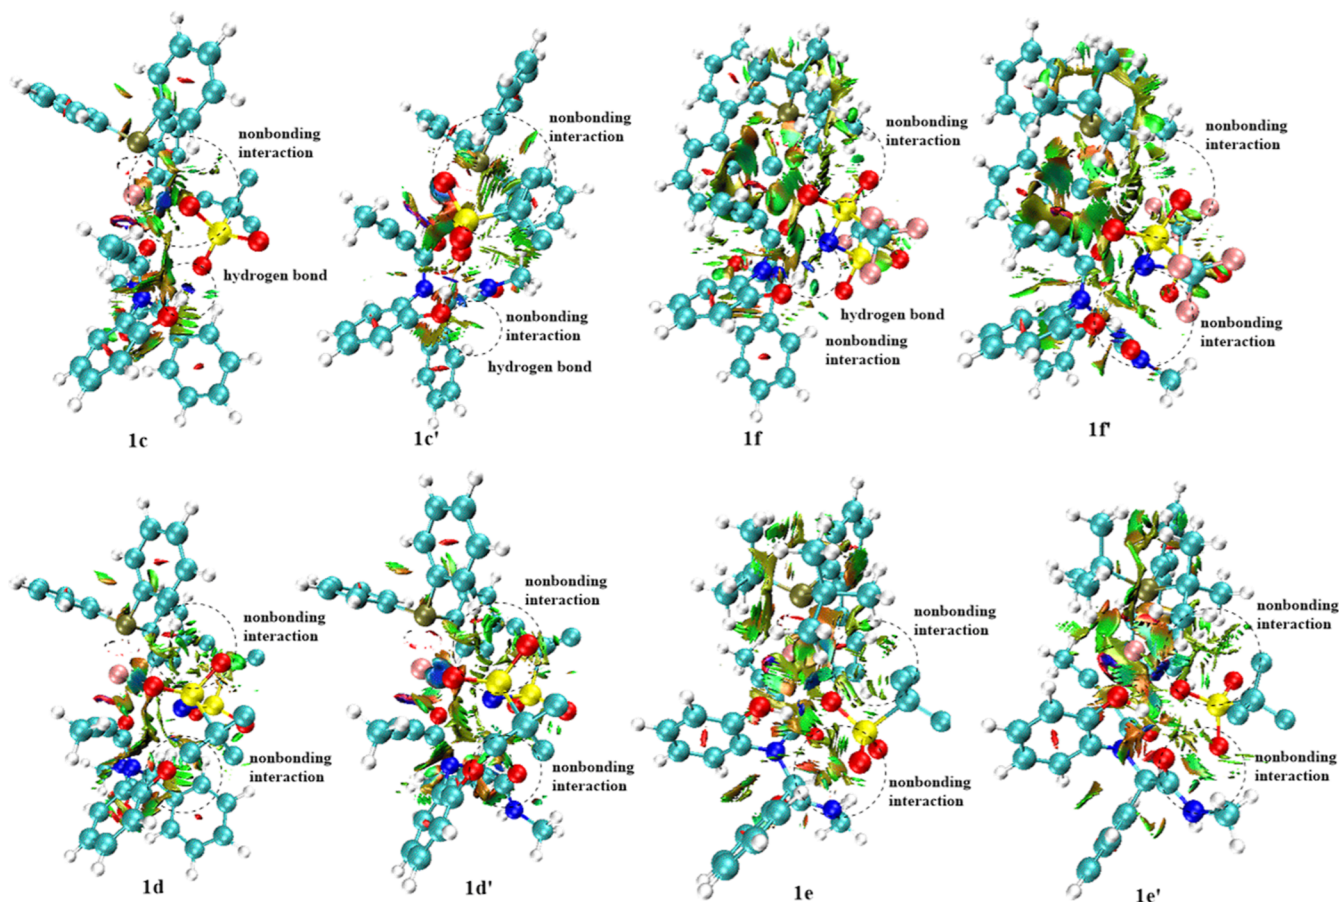 nonbonding
interaction
hydrogen bond
1c
nonbonding
interaction
nonbonding
interaction
hydrogen bond
1c'
nonbonding
interaction
hydrogen bond
nonbonding
interaction
1f
nonbonding
interaction
nonbonding
interaction
1f'
nonbonding
interaction
nonbonding
interaction
1d
nonbonding
interaction
nonbonding
interaction
1d'
nonbonding
interaction
nonbonding
interaction
1e
nonbonding
interaction
nonbonding
interaction
1e'